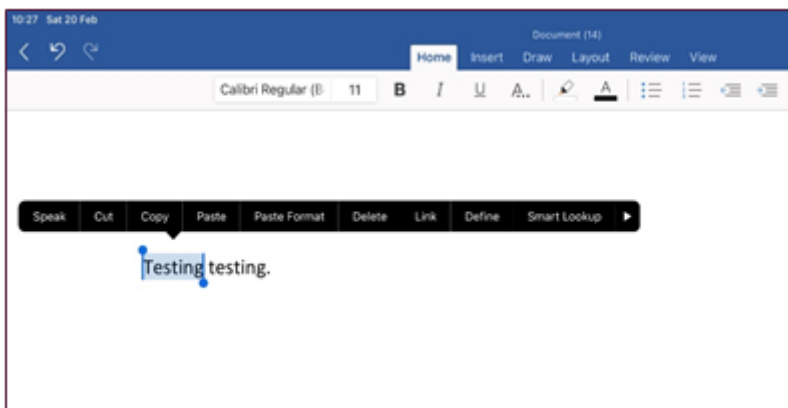 10:27 Sat 20 Feb
Document (14)
Home Insert Draw Layout Review View
Calibri Regular (B 11 B I U A.. A
Speak Cut Copy Paste Paste Format Delete Link Define Smart Lookup
Testing testing.